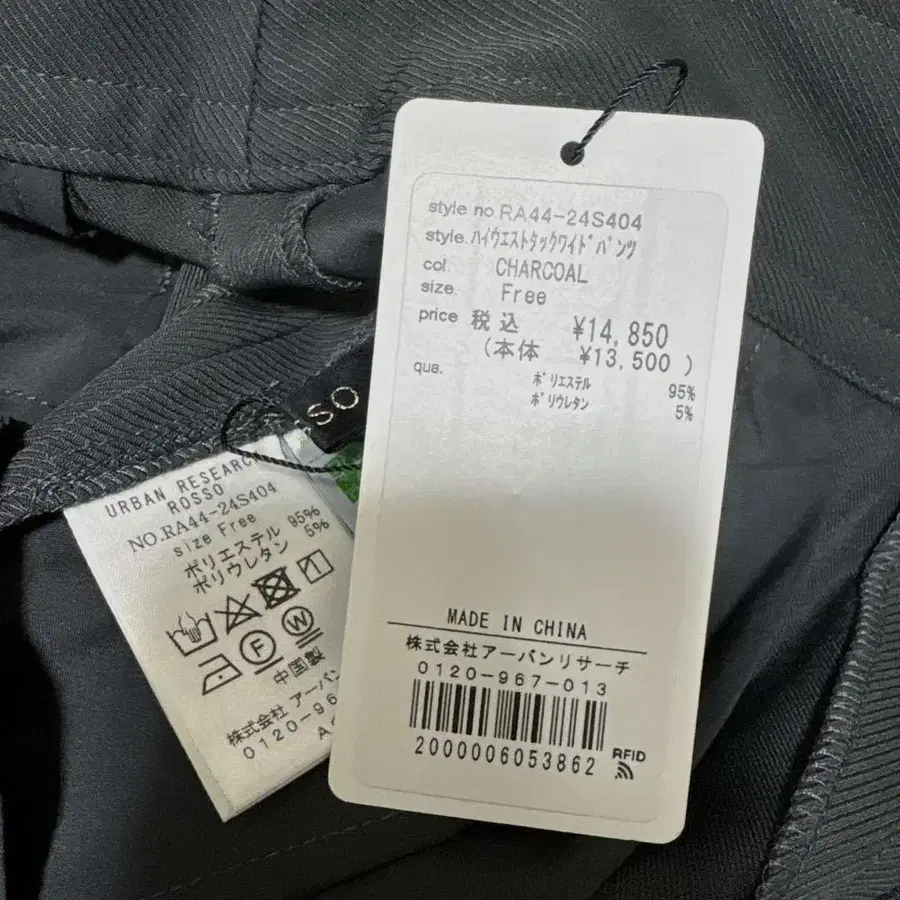 style no.RA44-24S404
style.ﾊｲｳｴｽﾄﾀｯｸﾜｲﾄﾞﾊﾟﾝﾂ
col. CHARCOAL
size Free
price 税込 ¥14,850
(本体 ¥13,500 )
qua. ﾎﾟﾘｴｽﾃﾙ 95%
ﾎﾟﾘｳﾚﾀﾝ 5%
MADE IN CHINA
株式会社アーバンリサーチ
0120-967-013
2000006053862
RFID
SO
URBAN RESEARCH
ROSSO
NO.RA44-24S404
size Free
ポリエステル 95%
ポリウレタン 5%
F
W
中国製
株式会社 アーバン
0120-967-01